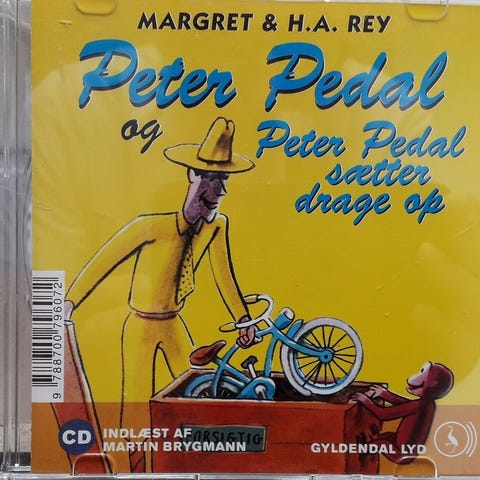 MARGRET & H.A. REY
Peter Pedal
og
Peter Pedal
sætter
drage op
9 788700 796072
FORSIGTIG
CD
INDLÆST AF
MARTIN BRYGMANN
GYLDENDAL LYD